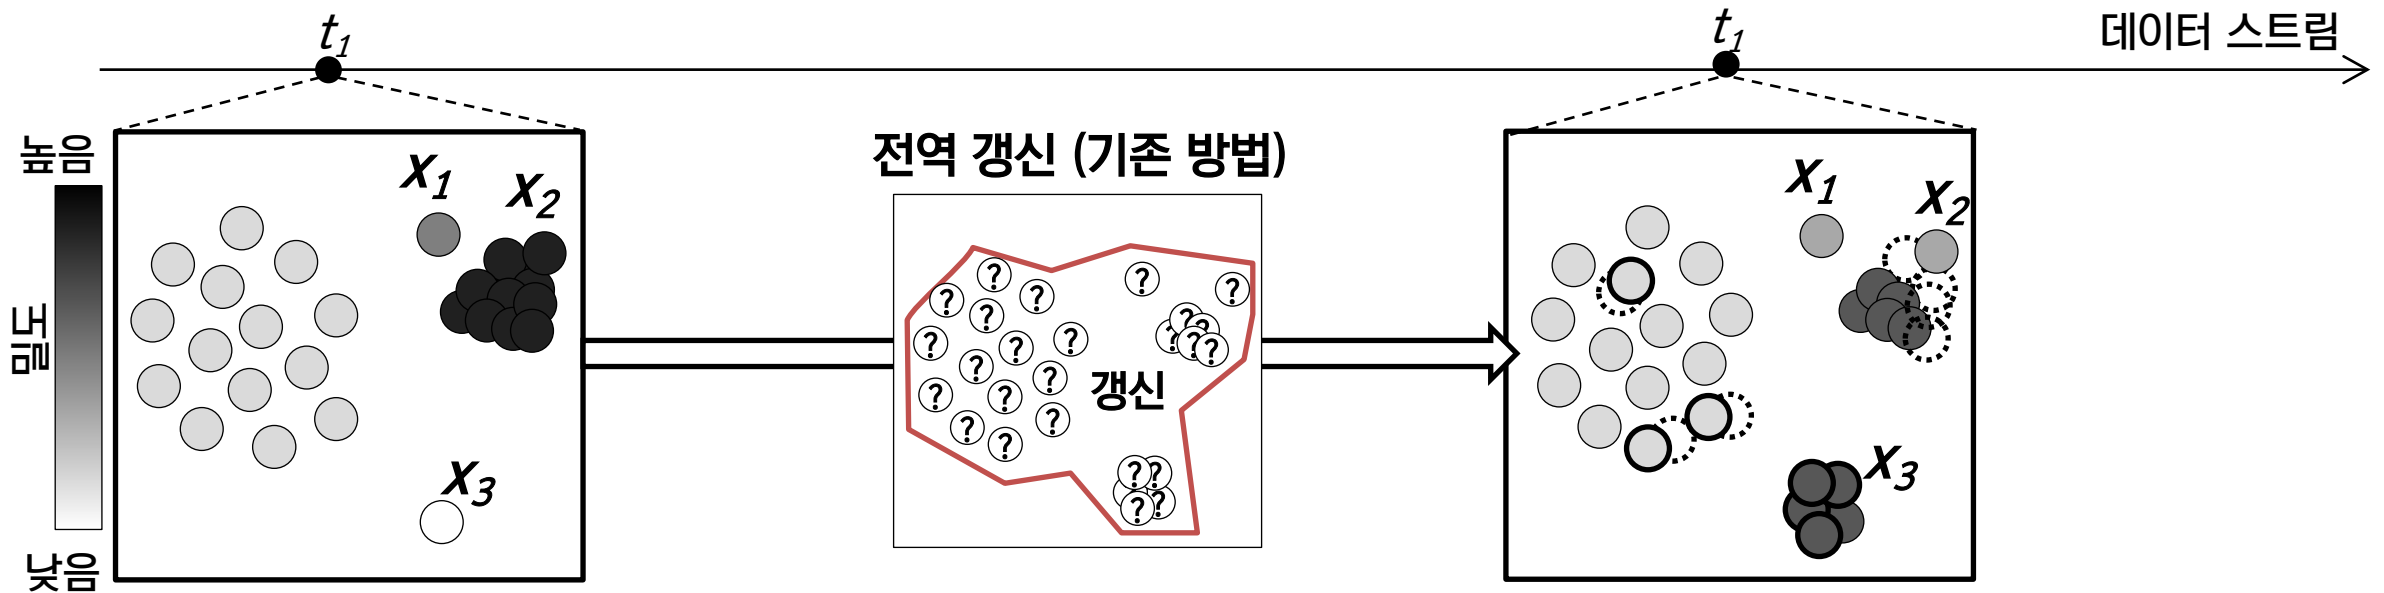 t1
t1
데이터 스트림
높음
밀도
낮음
x1
x2
x3
전역 갱신 (기존 방법)
? ? ? ? ? ? ? ? ? ? ? ? ? ? ? ? ? ? ? ? ? ? ? ? ? ?
갱신
x1
x2
x3